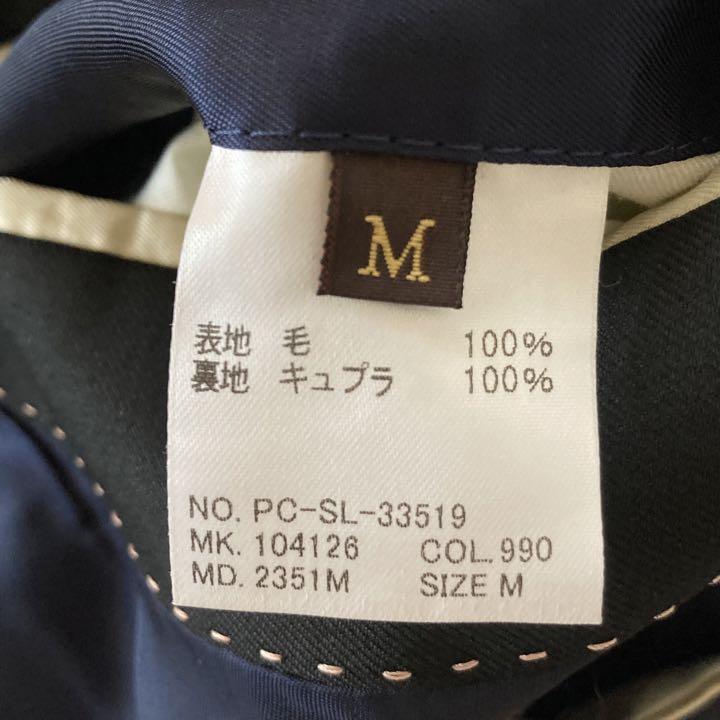 M
表地 毛 100%
裏地 キュプラ 100%
NO. PC-SL-33519
MK. 104126 COL. 990
MD. 2351M SIZE M